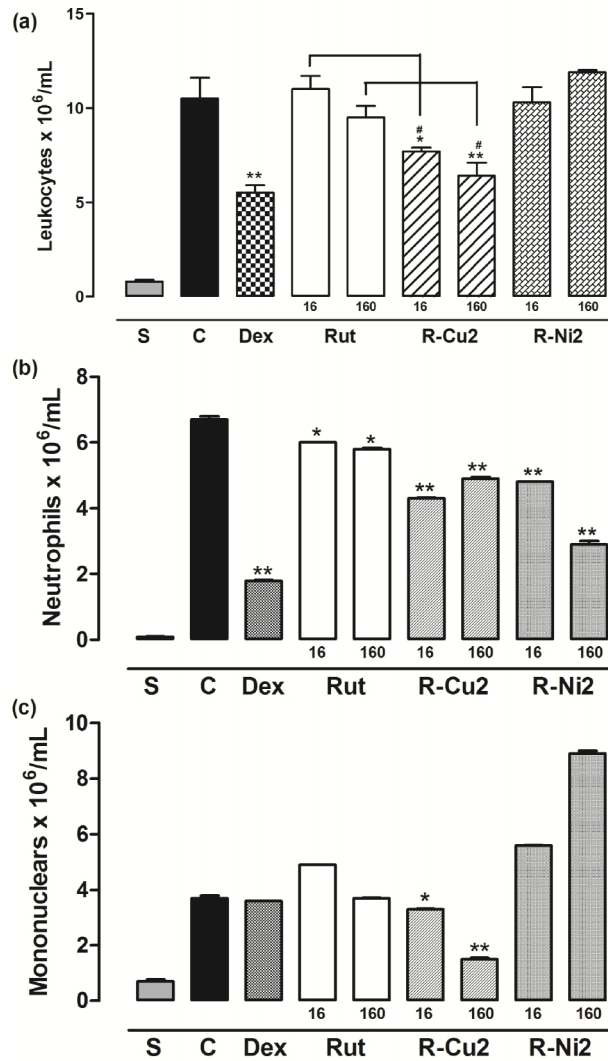 (a)
Leukocytes x 10⁶/mL
15
10
5
0
**
#
*
#
**
16 160 16 160 16 160
S C Dex Rut R-Cu2 R-Ni2
(b)
Neutrophils x 10⁶/mL
8
6
4
2
0
**
*
*
**
**
**
**
16 160 16 160 16 160
S C Dex Rut R-Cu2 R-Ni2
(c)
Mononuclears x 10⁶/mL
10
8
6
4
2
0
*
**
16 160 16 160 16 160
S C Dex Rut R-Cu2 R-Ni2